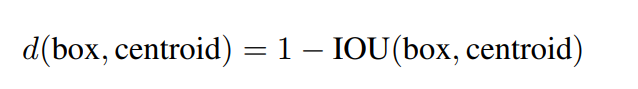 d(box, centroid) = 1 − IOU(box, centroid)